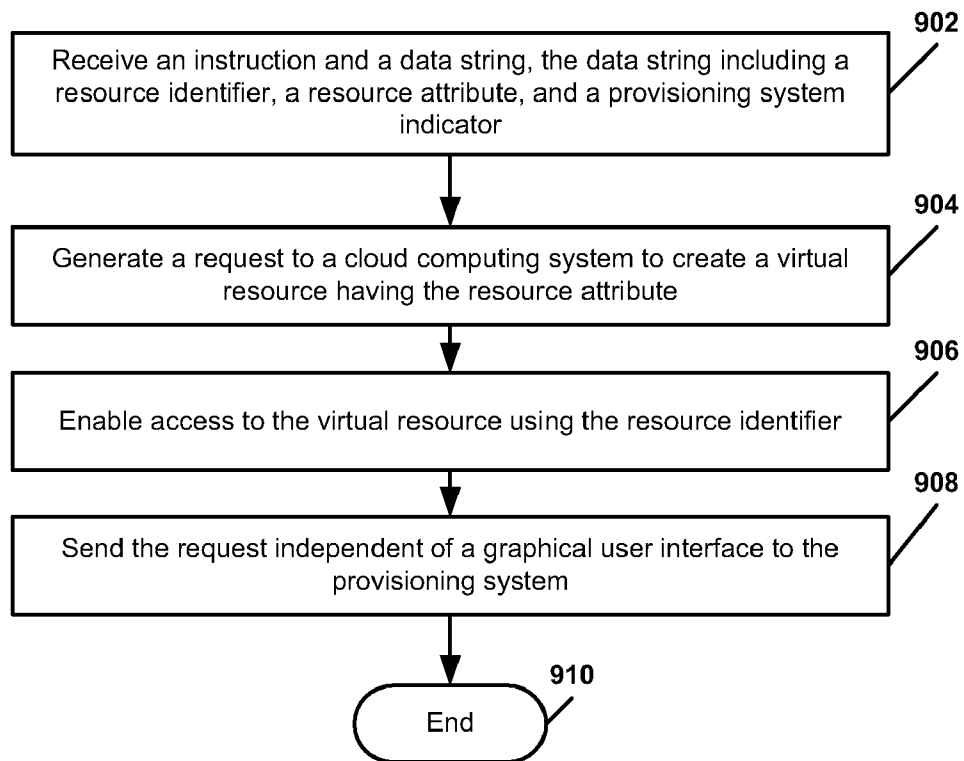 902
Receive an instruction and a data string, the data string including a
resource identifier, a resource attribute, and a provisioning system
indicator
904
Generate a request to a cloud computing system to create a virtual
resource having the resource attribute
906
Enable access to the virtual resource using the resource identifier
908
Send the request independent of a graphical user interface to the
provisioning system
910
End